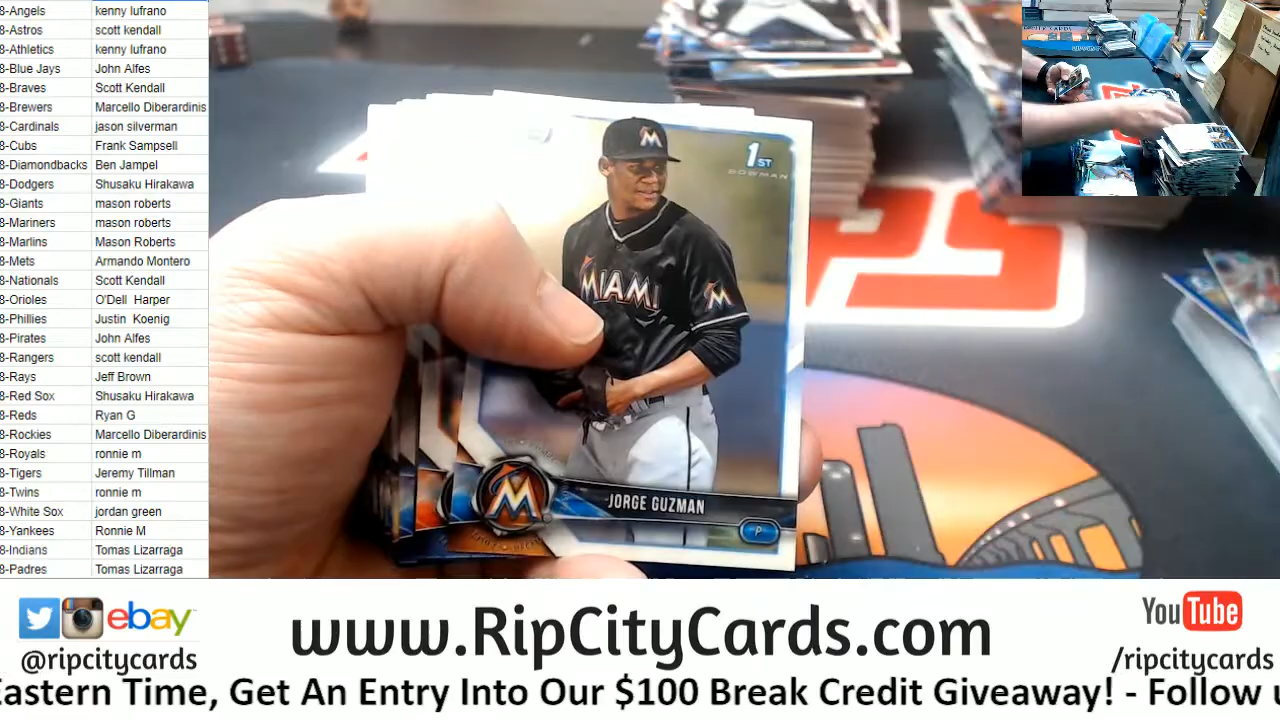 8-Angels kenny lufrano
8-Astros scott kendall
8-Athletics kenny lufrano
8-Blue Jays John Alfes
8-Braves Scott Kendall
8-Brewers Marcello Diberardinis
8-Cardinals jason silverman
8-Cubs Frank Sampsell
8-Diamondbacks Ben Jampel
8-Dodgers Shusaku Hirakawa
8-Giants mason roberts
8-Mariners mason roberts
8-Marlins Mason Roberts
8-Mets Armando Montero
8-Nationals Scott Kendall
8-Orioles O'Dell Harper
8-Phillies Justin Koenig
8-Pirates John Alfes
8-Rangers scott kendall
8-Rays Jeff Brown
8-Red Sox Shusaku Hirakawa
8-Reds Ryan G
8-Rockies Marcello Diberardinis
8-Royals ronnie m
8-Tigers Jeremy Tillman
8-Twins ronnie m
8-White Sox jordan green
8-Yankees Ronnie M
8-Indians Tomas Lizarraga
8-Padres Tomas Lizarraga
M
1ST
BOWMAN
MIAMI
M
M
JORGE GUZMAN
P
ebay
@ripcitycards
www.RipCityCards.com
YouTube
/ripcitycards
Eastern Time, Get An Entry Into Our $100 Break Credit Giveaway! - Follow u